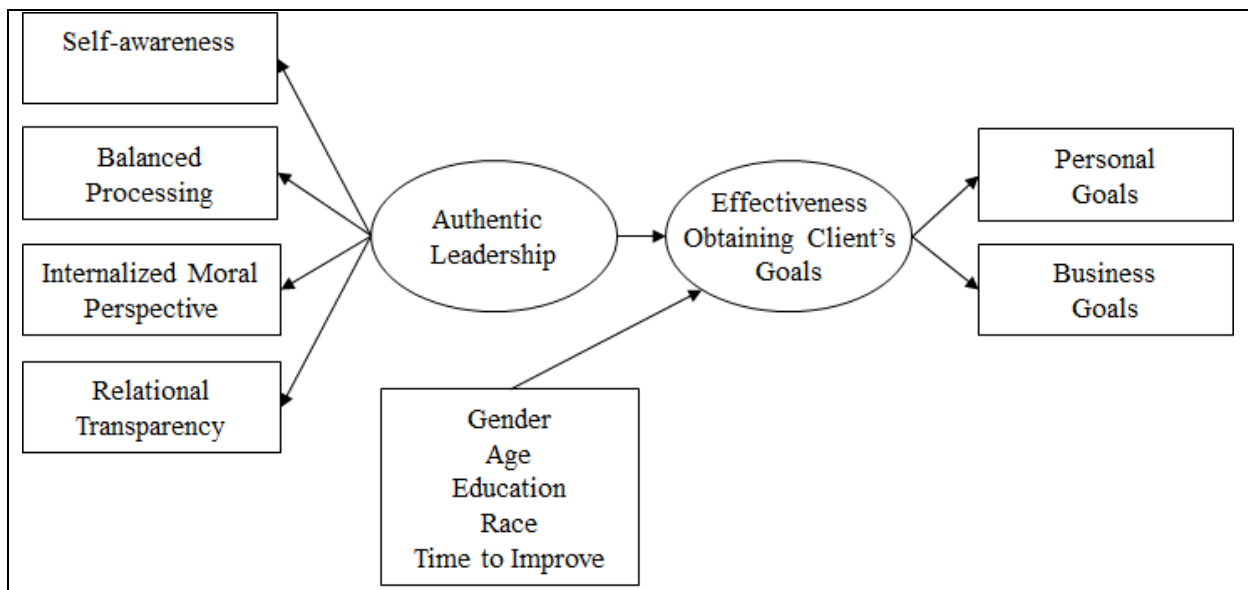 Self-awareness
Balanced
Processing
Internalized Moral
Perspective
Relational
Transparency
Authentic
Leadership
Effectiveness
Obtaining Client's
Goals
Gender
Age
Education
Race
Time to Improve
Personal
Goals
Business
Goals